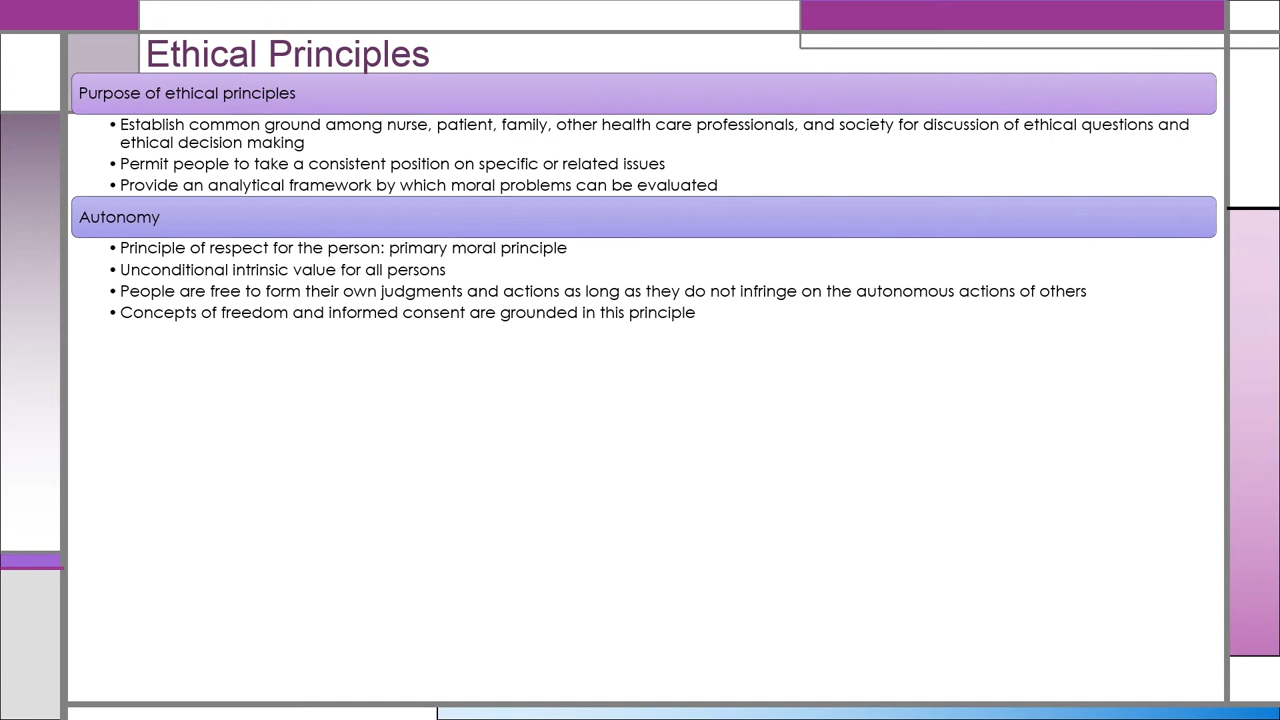 Ethical Principles
Purpose of ethical principles
• Establish common ground among nurse, patient, family, other health care professionals, and society for discussion of ethical questions and
ethical decision making
• Permit people to take a consistent position on specific or related issues
• Provide an analytical framework by which moral problems can be evaluated
Autonomy
• Principle of respect for the person: primary moral principle
• Unconditional intrinsic value for all persons
• People are free to form their own judgments and actions as long as they do not infringe on the autonomous actions of others
• Concepts of freedom and informed consent are grounded in this principle